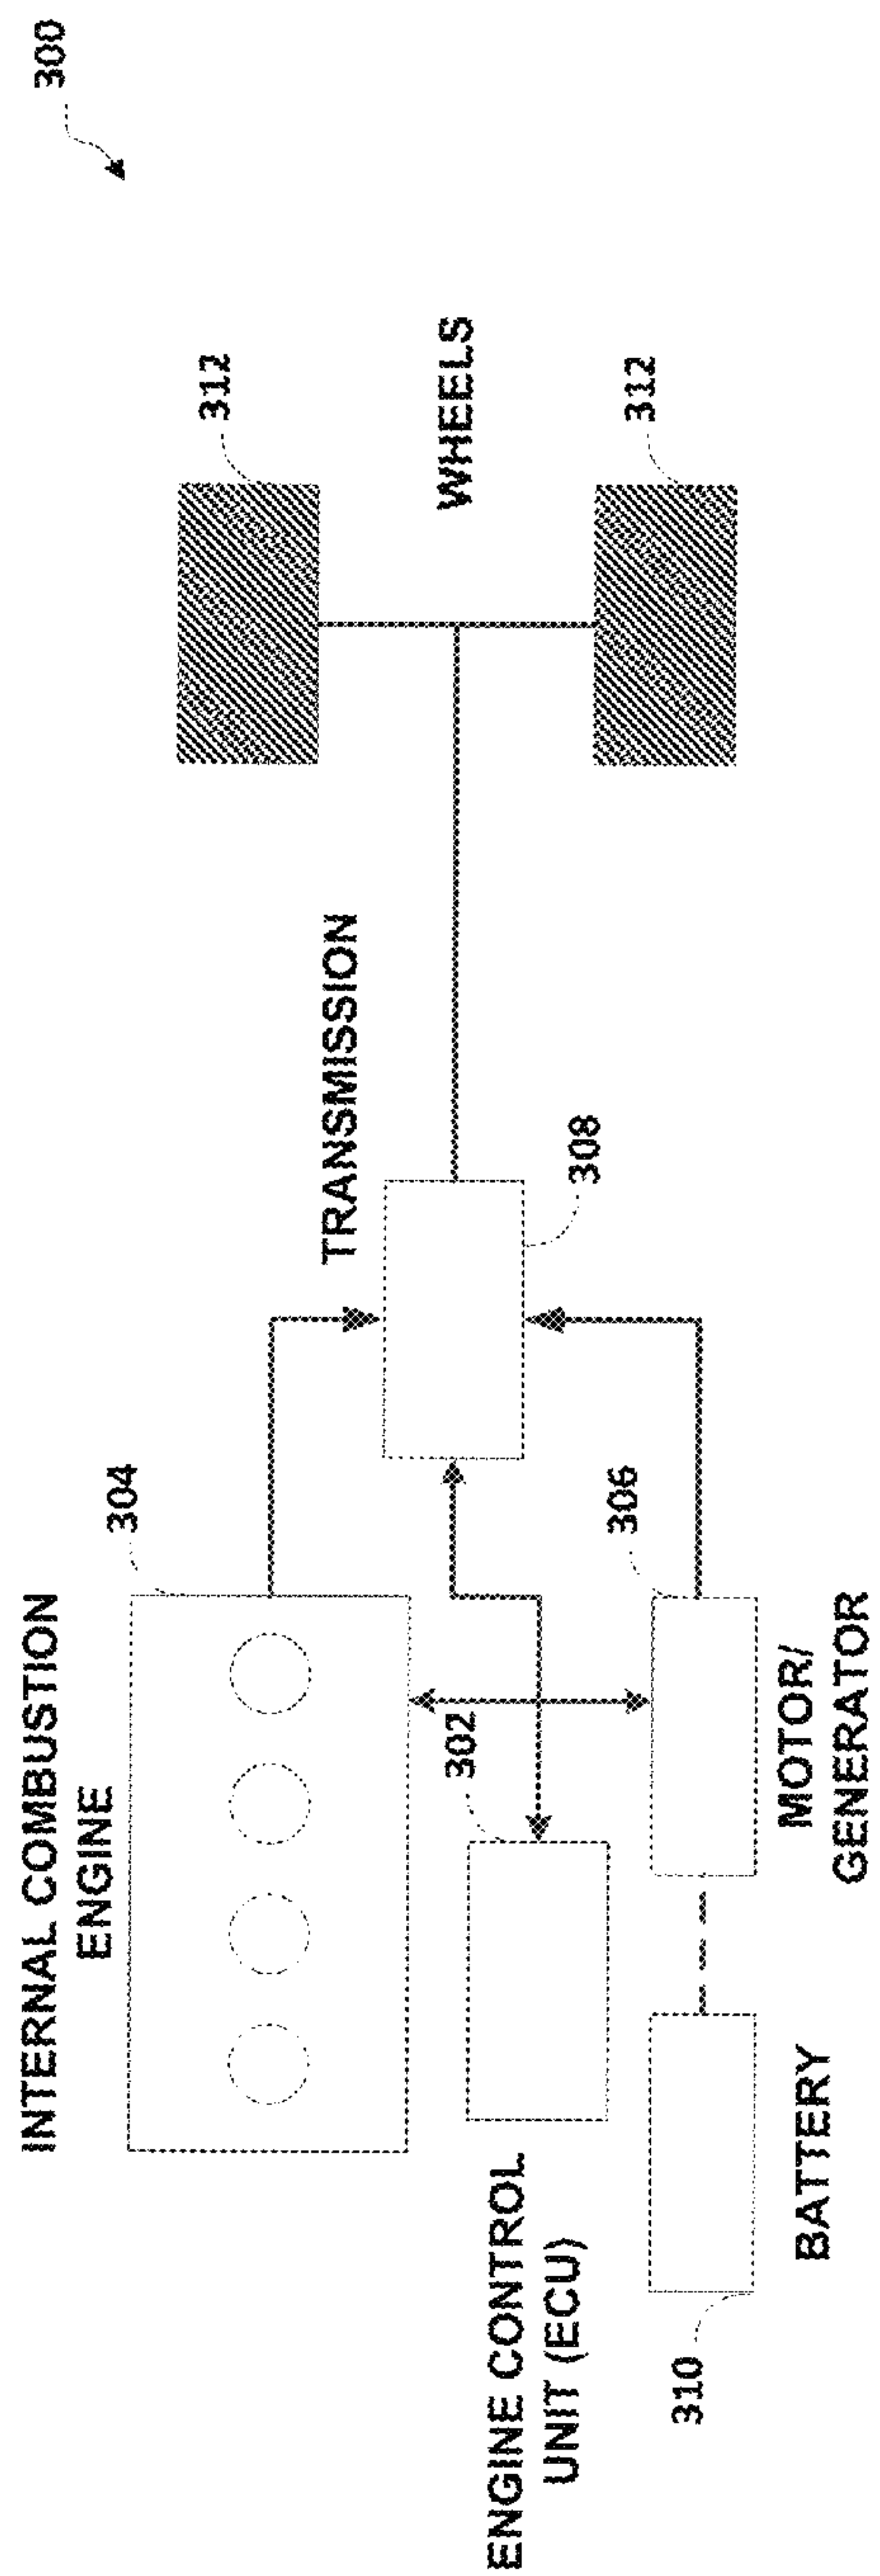 300
INTERNAL COMBUSTION
ENGINE
304
312
TRANSMISSION
302
WHEELS
ENGINE CONTROL
UNIT (ECU)
308
306
312
310
BATTERY
MOTOR/
GENERATOR